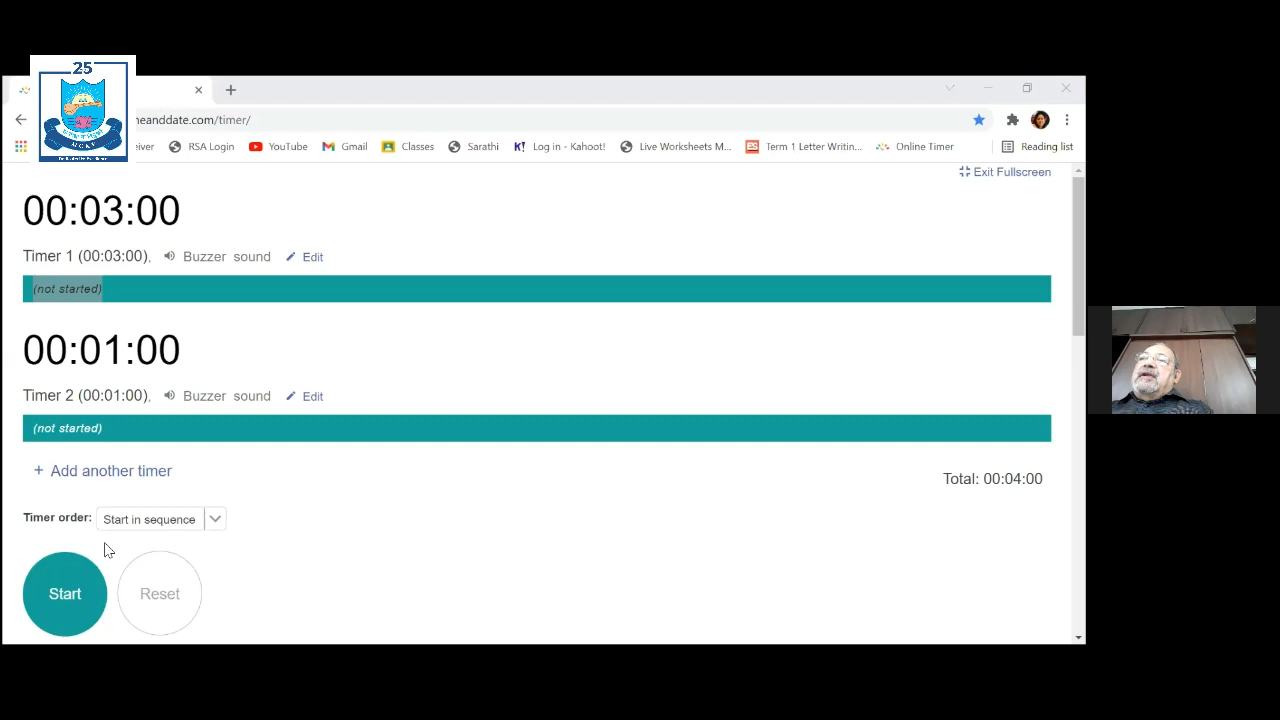 25
eanddate.com/timer/
eiver RSA Login YouTube Gmail Classes Sarathi Log in - Kahoot! Live Worksheets M... Term 1 Letter Writin... Online Timer Reading list
Exit Fullscreen
00:03:00
Timer 1 (00:03:00), Buzzer sound Edit
(not started)
00:01:00
Timer 2 (00:01:00), Buzzer sound Edit
(not started)
+ Add another timer
Total: 00:04:00
Timer order: Start in sequence
Start Reset